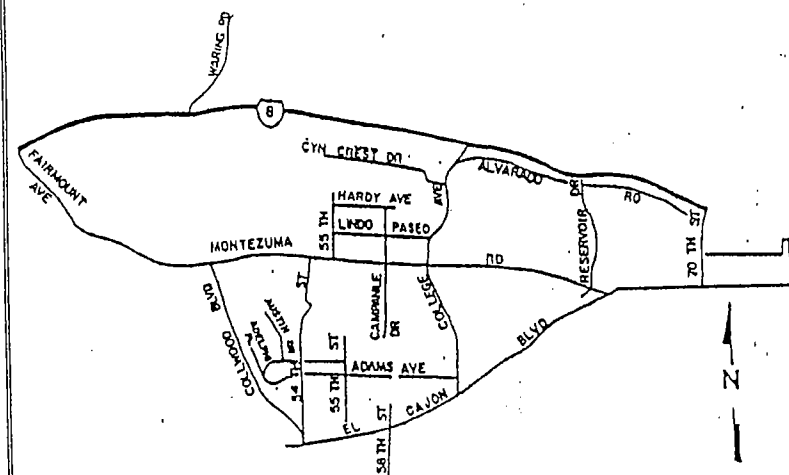 WARING RD
8
CYN CREST DR
FAIRMOUNT AVE
ALVARADO RD
HARDY AVE
LINDO PASEO
55 TH
COLLEGE AVE
RESERVOIR DR
70 TH ST
MONTEZUMA RD
COLLWOOD BLVD
54 TH ST
CAMPANILE DR
55 TH ST
ADAMS AVE
EL CAJON BLVD
58 TH ST
N